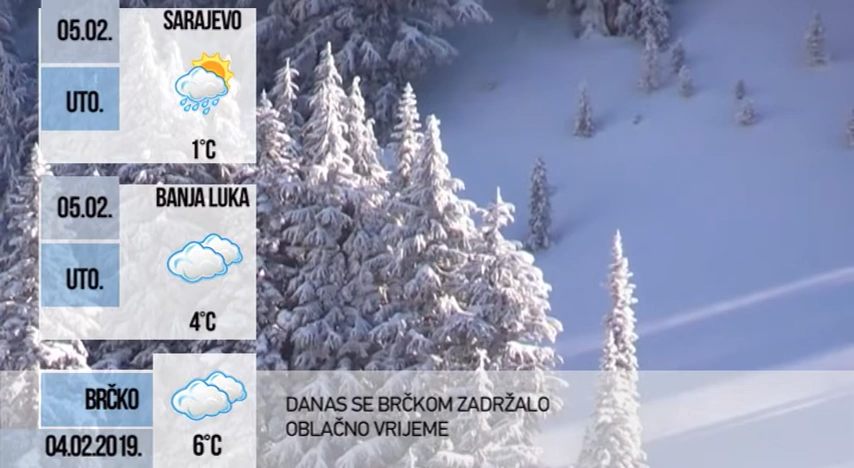 05.02.
SARAJEVO
UTO.
1°C
05.02.
BANJA LUKA
UTO.
4°C
BRČKO
04.02.2019.
6°C
DANAS SE BRČKOM ZADRŽALO
OBLAČNO VRIJEME